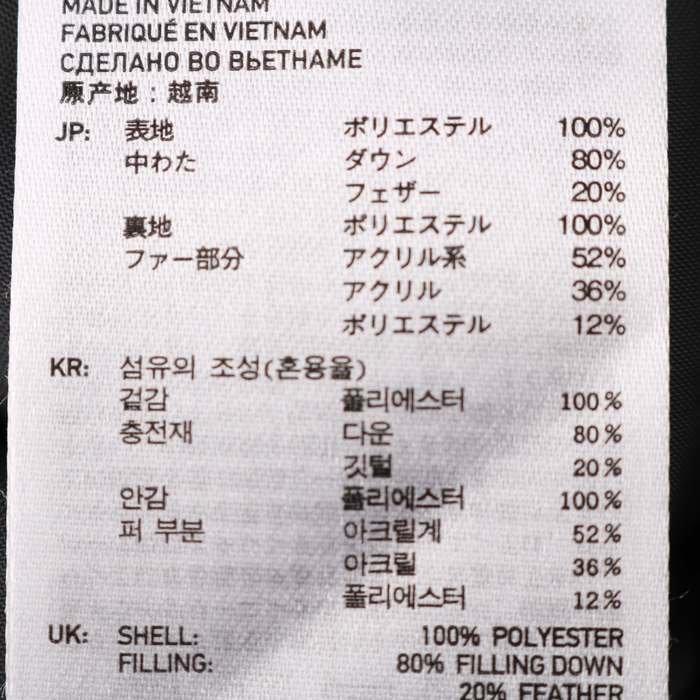 MADE IN VIETNAM
FABRIQUÉ EN VIETNAM
СДЕЛАНО ВО ВЬЕТНАМЕ
原产地 : 越南
JP: 表地 ポリエステル 100%
中わた ダウン 80%
フェザー 20%
裏地 ポリエステル 100%
ファー部分 アクリル系 52%
アクリル 36%
ポリエステル 12%
KR: 섬유의 조성(혼용율)
겉감 폴리에스터 100%
충전재 다운 80%
깃털 20%
안감 폴리에스터 100%
퍼 부분 아크릴계 52%
아크릴 36%
폴리에스터 12%
UK: SHELL: 100% POLYESTER
FILLING: 80% FILLING DOWN
20% FEATHER